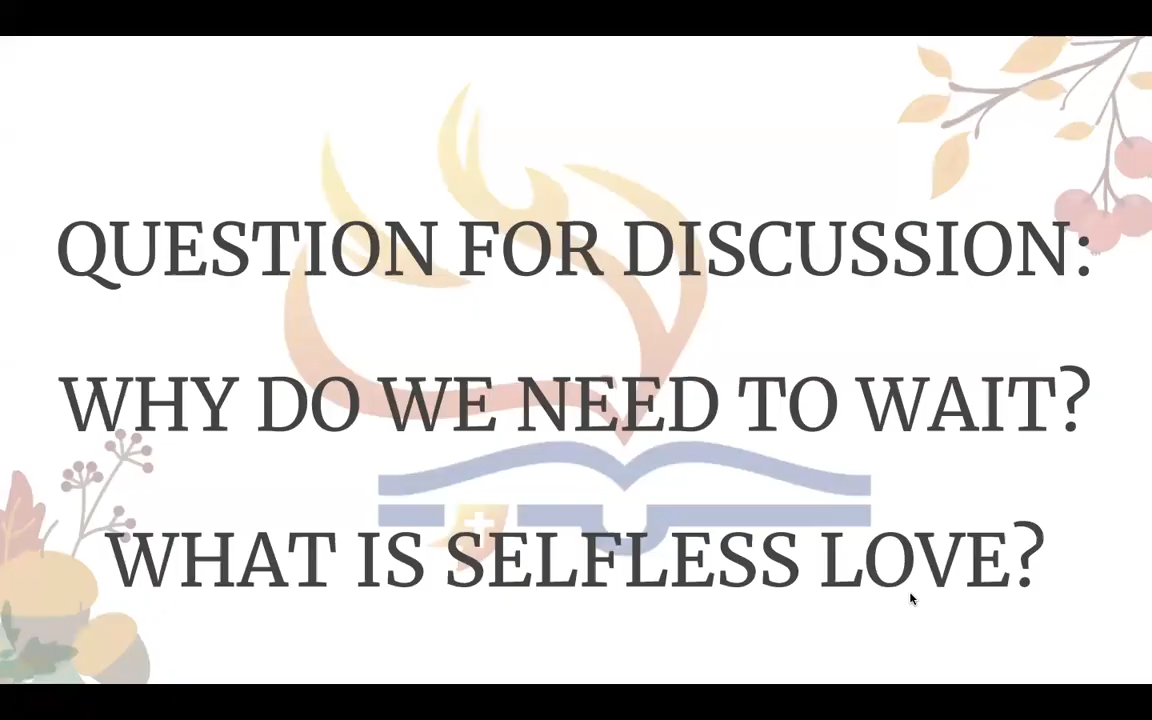 QUESTION FOR DISCUSSION:
WHY DO WE NEED TO WAIT?
WHAT IS SELFLESS LOVE?